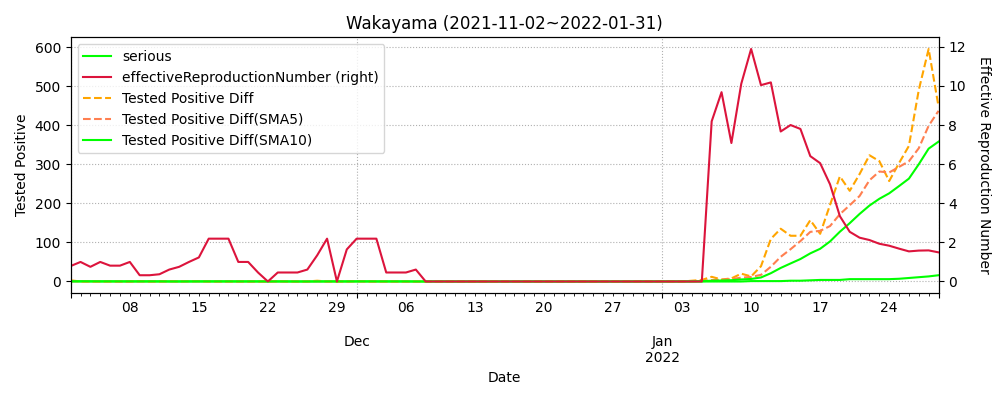 Wakayama (2021-11-02~2022-01-31)
serious
effectiveReproductionNumber (right)
Tested Positive Diff
Tested Positive Diff(SMA5)
Tested Positive Diff(SMA10)
600
500
400
300
200
100
0
Tested Positive
12
10
8
6
4
2
0
Effective Reproduction Number
08 15 22 29 06 13 20 27 03 10 17 24
Dec Jan
2022
Date